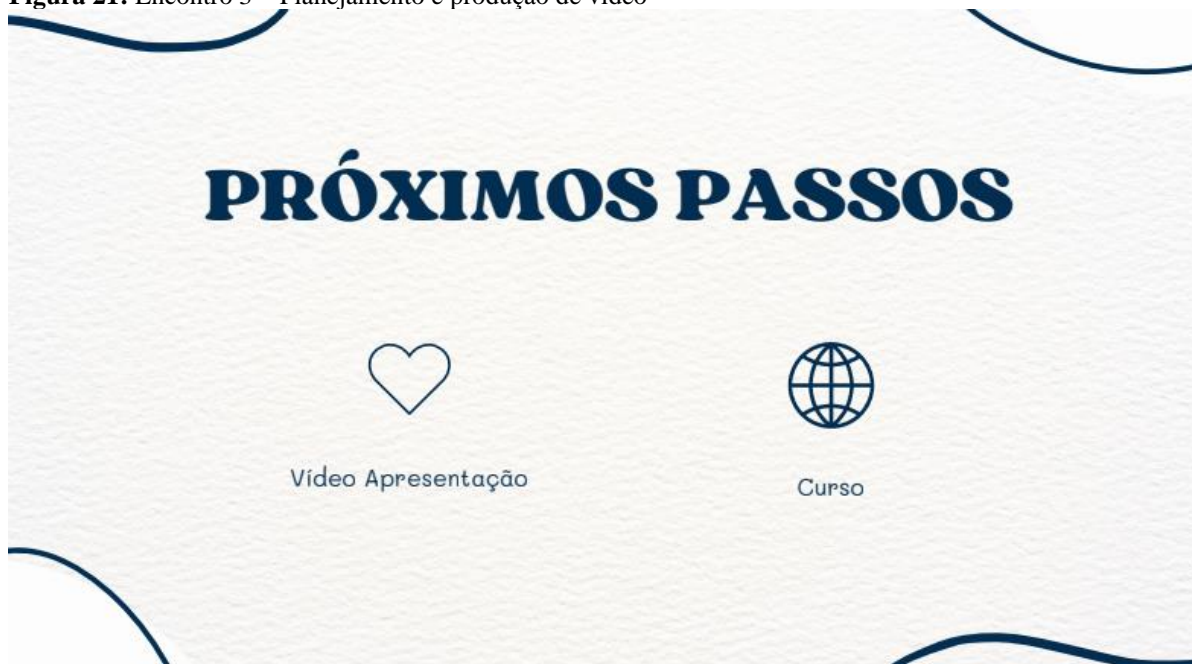 Figura 21: Encontro 3 – Planejamento e produção de vídeo
PRÓXIMOS PASSOS
Vídeo Apresentação
Curso